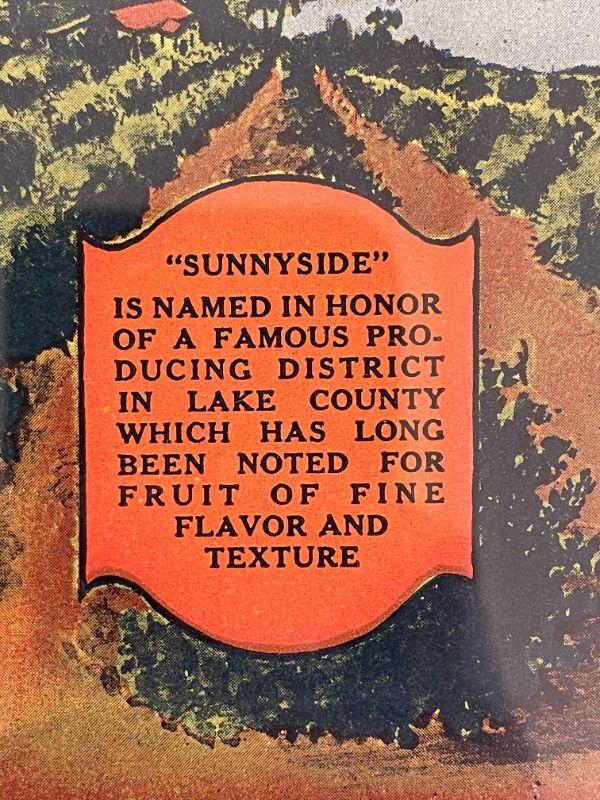 "SUNNYSIDE"
IS NAMED IN HONOR
OF A FAMOUS PRO-
DUCING DISTRICT
IN LAKE COUNTY
WHICH HAS LONG
BEEN NOTED FOR
FRUIT OF FINE
FLAVOR AND
TEXTURE